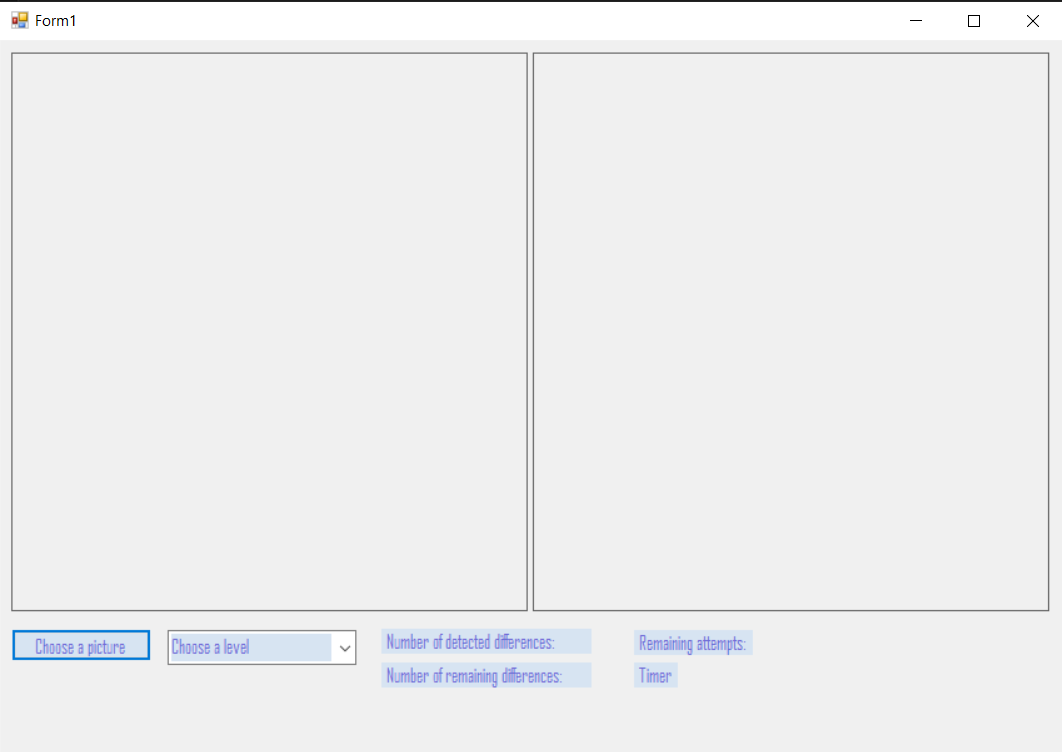 Form1
Choose a picture
Choose a level
Number of detected differences:
Number of remaining differences:
Remaining attempts:
Timer